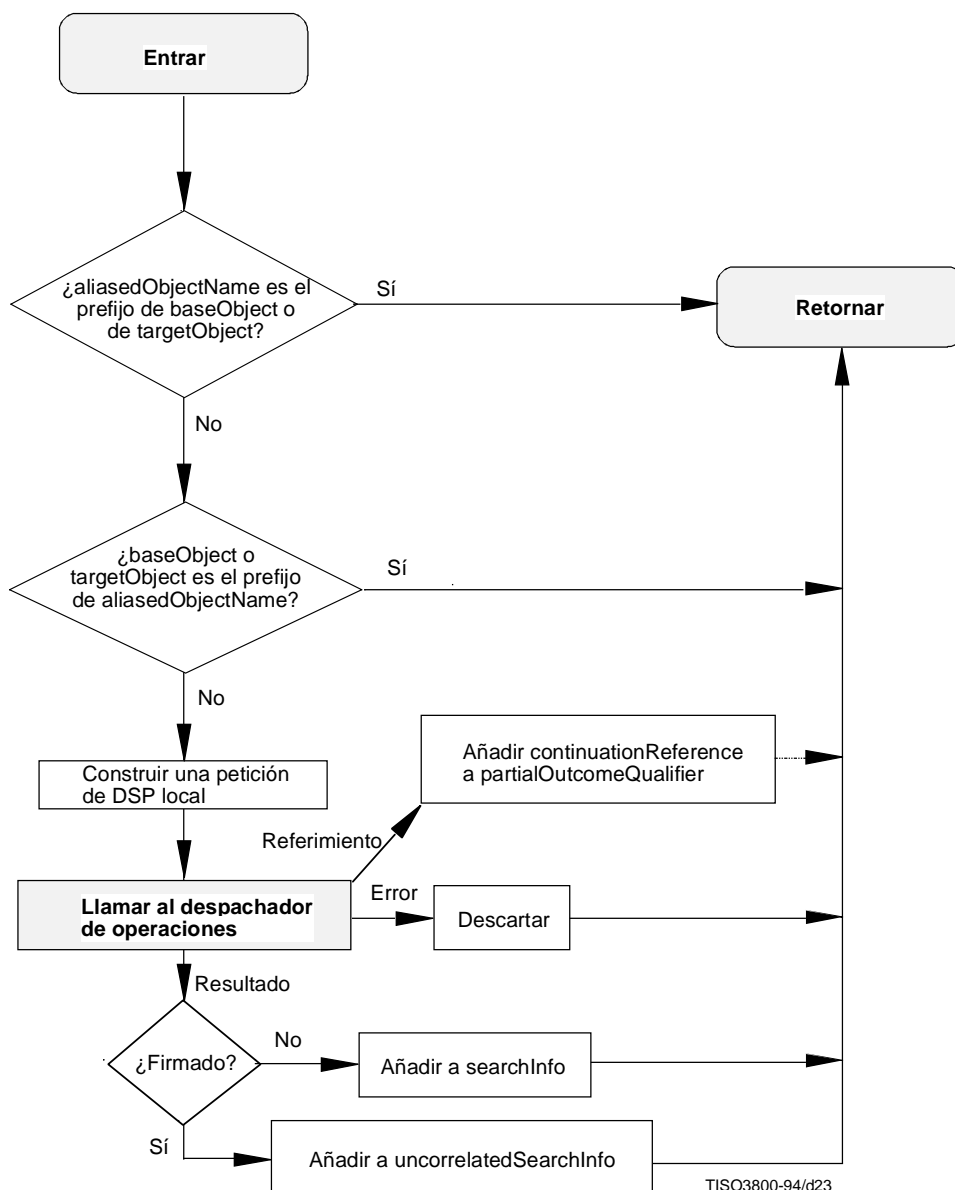 Entrar
¿aliasedObjectName es el
prefijo de baseObject o
de targetObject?
Sí
Retornar
No
¿baseObject o
targetObject es el prefijo
de aliasedObjectName?
Sí
No
Construir una petición
de DSP local
Añadir continuationReference
a partialOutcomeQualifier
Referimiento
Llamar al despachador
de operaciones
Error
Descartar
Resultado
¿Firmado?
No
Añadir a searchInfo
Sí
Añadir a uncorrelatedSearchInfo
TISO3800-94/d23